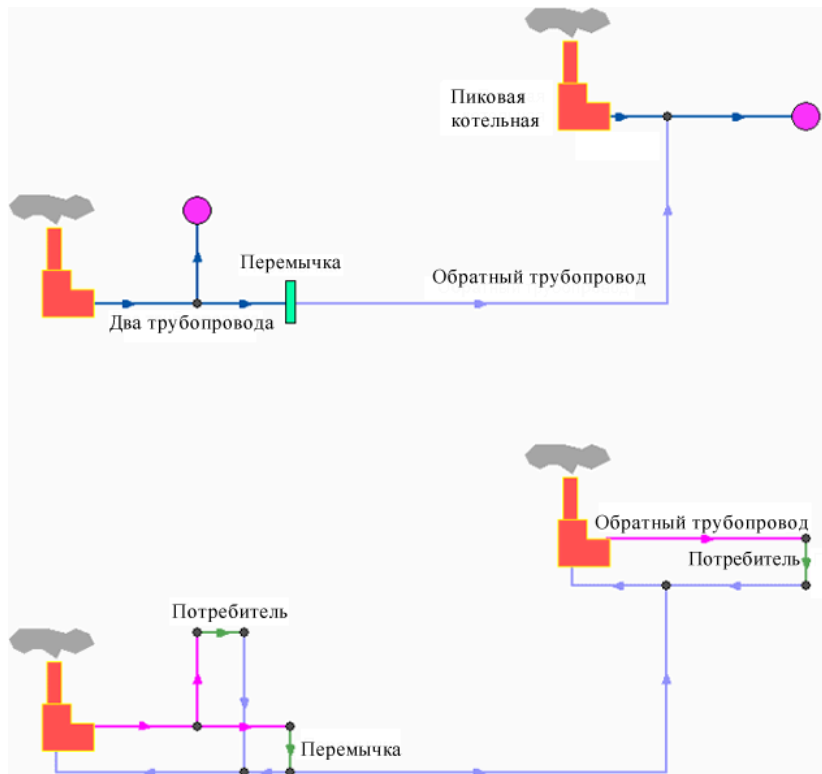 Пиковая
котельная
Перемычка
Обратный трубопровод
Два трубопровода
Обратный трубопровод
Потребитель
Потребитель
Перемычка